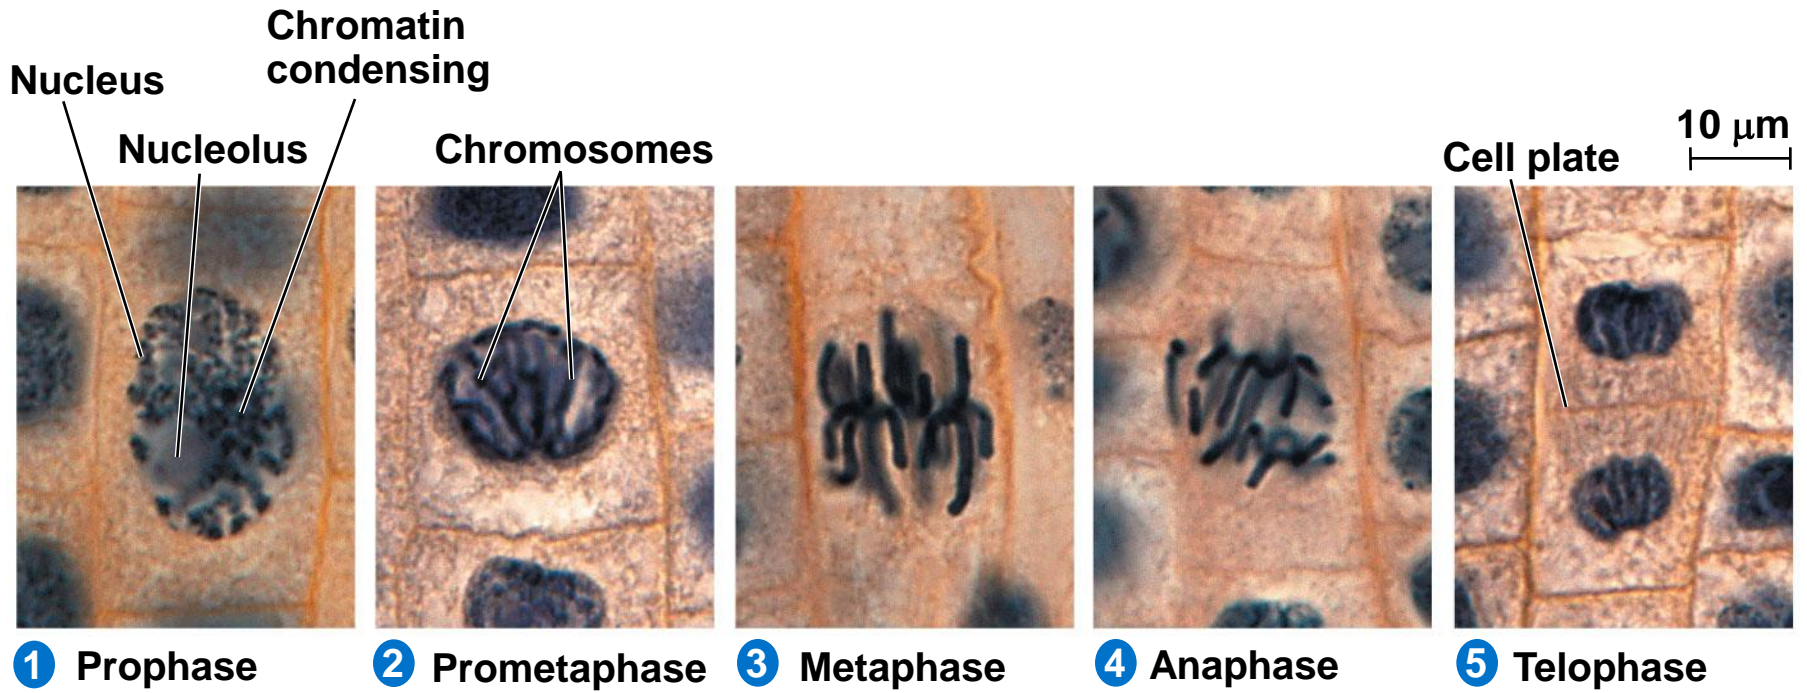 Chromatin
condensing
Nucleus
Nucleolus
Chromosomes
10 μm
Cell plate
1 Prophase
2 Prometaphase
3 Metaphase
4 Anaphase
5 Telophase